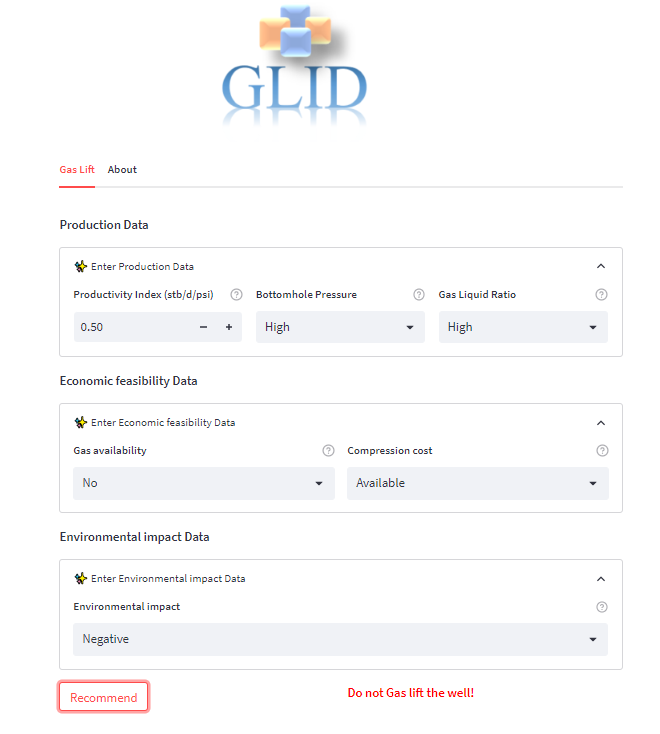 GLID
Gas Lift About
Production Data
Enter Production Data
Productivity Index (stb/d/psi) Bottomhole Pressure Gas Liquid Ratio
0.50 − + High High
Economic feasibility Data
Enter Economic feasibility Data
Gas availability Compression cost
No Available
Environmental impact Data
Enter Environmental impact Data
Environmental impact
Negative
Recommend Do not Gas lift the well!